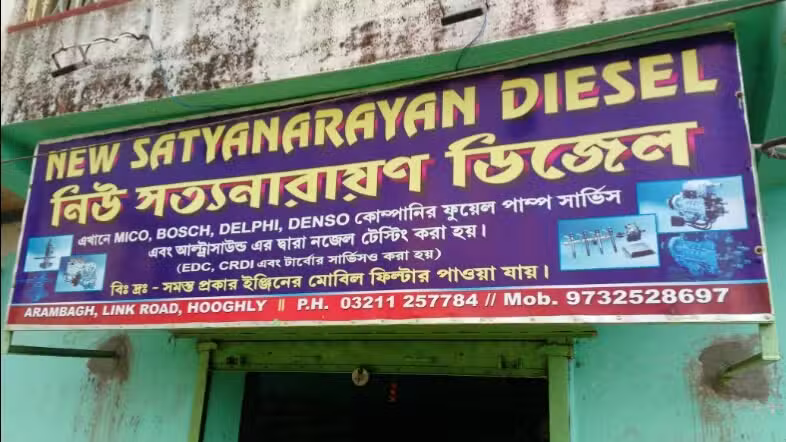 NEW SATYANARAYAN DIESEL
নিউ সত্যনারায়ণ ডিজেল
এখানে MICO, BOSCH, DELPHI, DENSO কোম্পানির ফুয়েল পাম্প সার্ভিস
এবং আল্ট্রাসাউন্ড এর দ্বারা নজেল টেস্টিং করা হয়।
(EDC, CRDI এবং টার্বোর সার্ভিসও করা হয়)
বিঃ দ্রঃ - সমস্ত প্রকার ইঞ্জিনের মোবিল ফিল্টার পাওয়া যায়।
ARAMBAGH, LINK ROAD, HOOGHLY || P.H. 03211 257784 // Mob. 9732528697